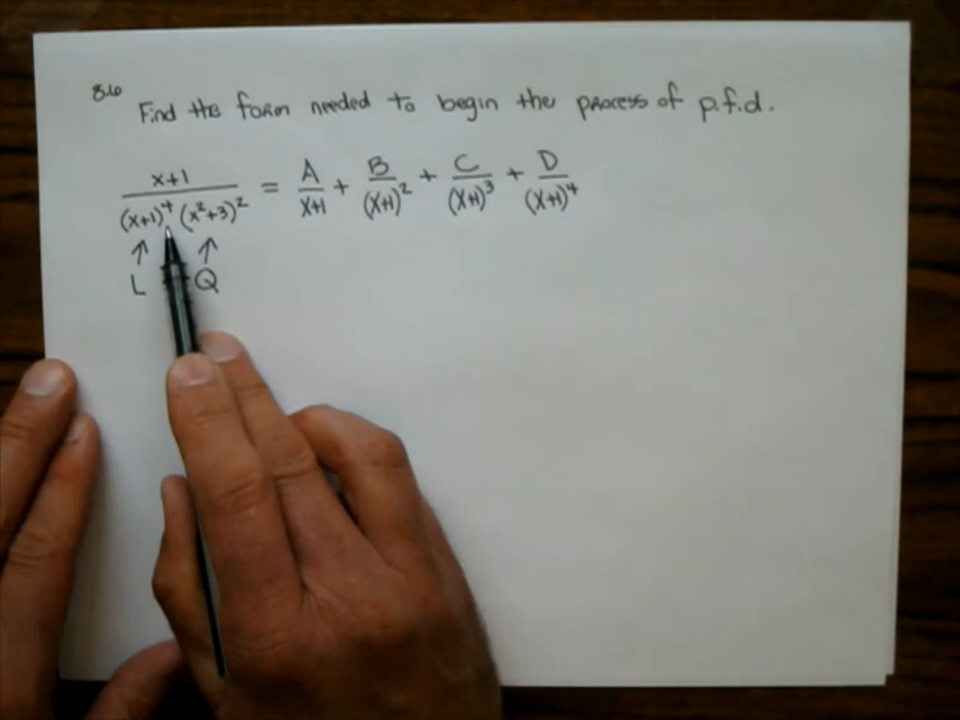 8.6
Find the form needed to begin the process of p.f.d.
x+1 / (x+1)^4 (x^2+3)^2 = A / x+1 + B / (x+1)^2 + C / (x+1)^3 + D / (x+1)^4
↑ ↑
L Q